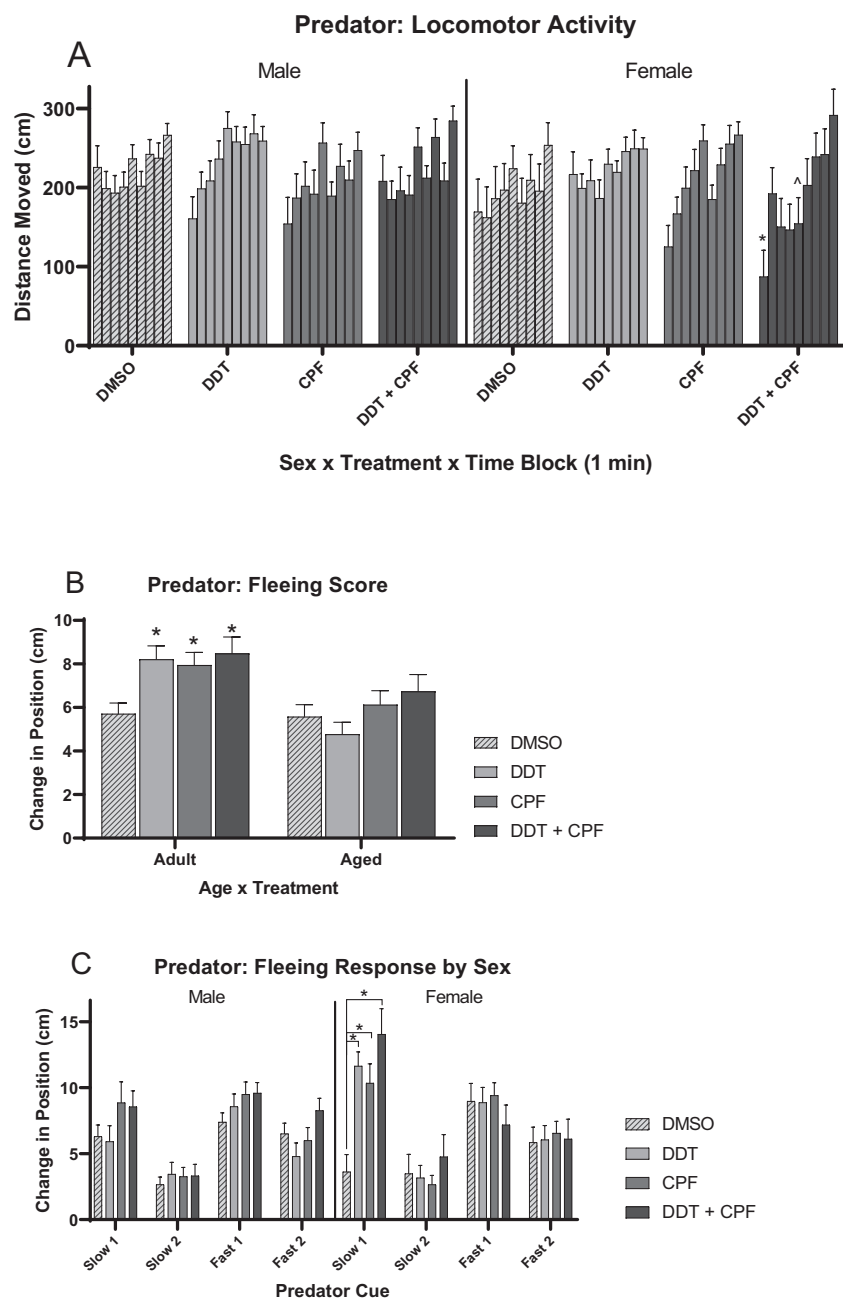 Predator: Locomotor Activity
A
Male
Female
Distance Moved (cm)
300
200
100
0
*
^
DMSO
DDT
CPF
DDT + CPF
DMSO
DDT
CPF
DDT + CPF
Sex x Treatment x Time Block (1 min)
B
Predator: Fleeing Score
Change in Position (cm)
10
8
6
4
2
0
*
*
*
Adult
Aged
Age x Treatment
DMSO
DDT
CPF
DDT + CPF
C
Predator: Fleeing Response by Sex
Male
Female
Change in Position (cm)
15
10
5
0
*
*
*
Slow 1
Slow 2
Fast 1
Fast 2
Slow 1
Slow 2
Fast 1
Fast 2
Predator Cue
DMSO
DDT
CPF
DDT + CPF